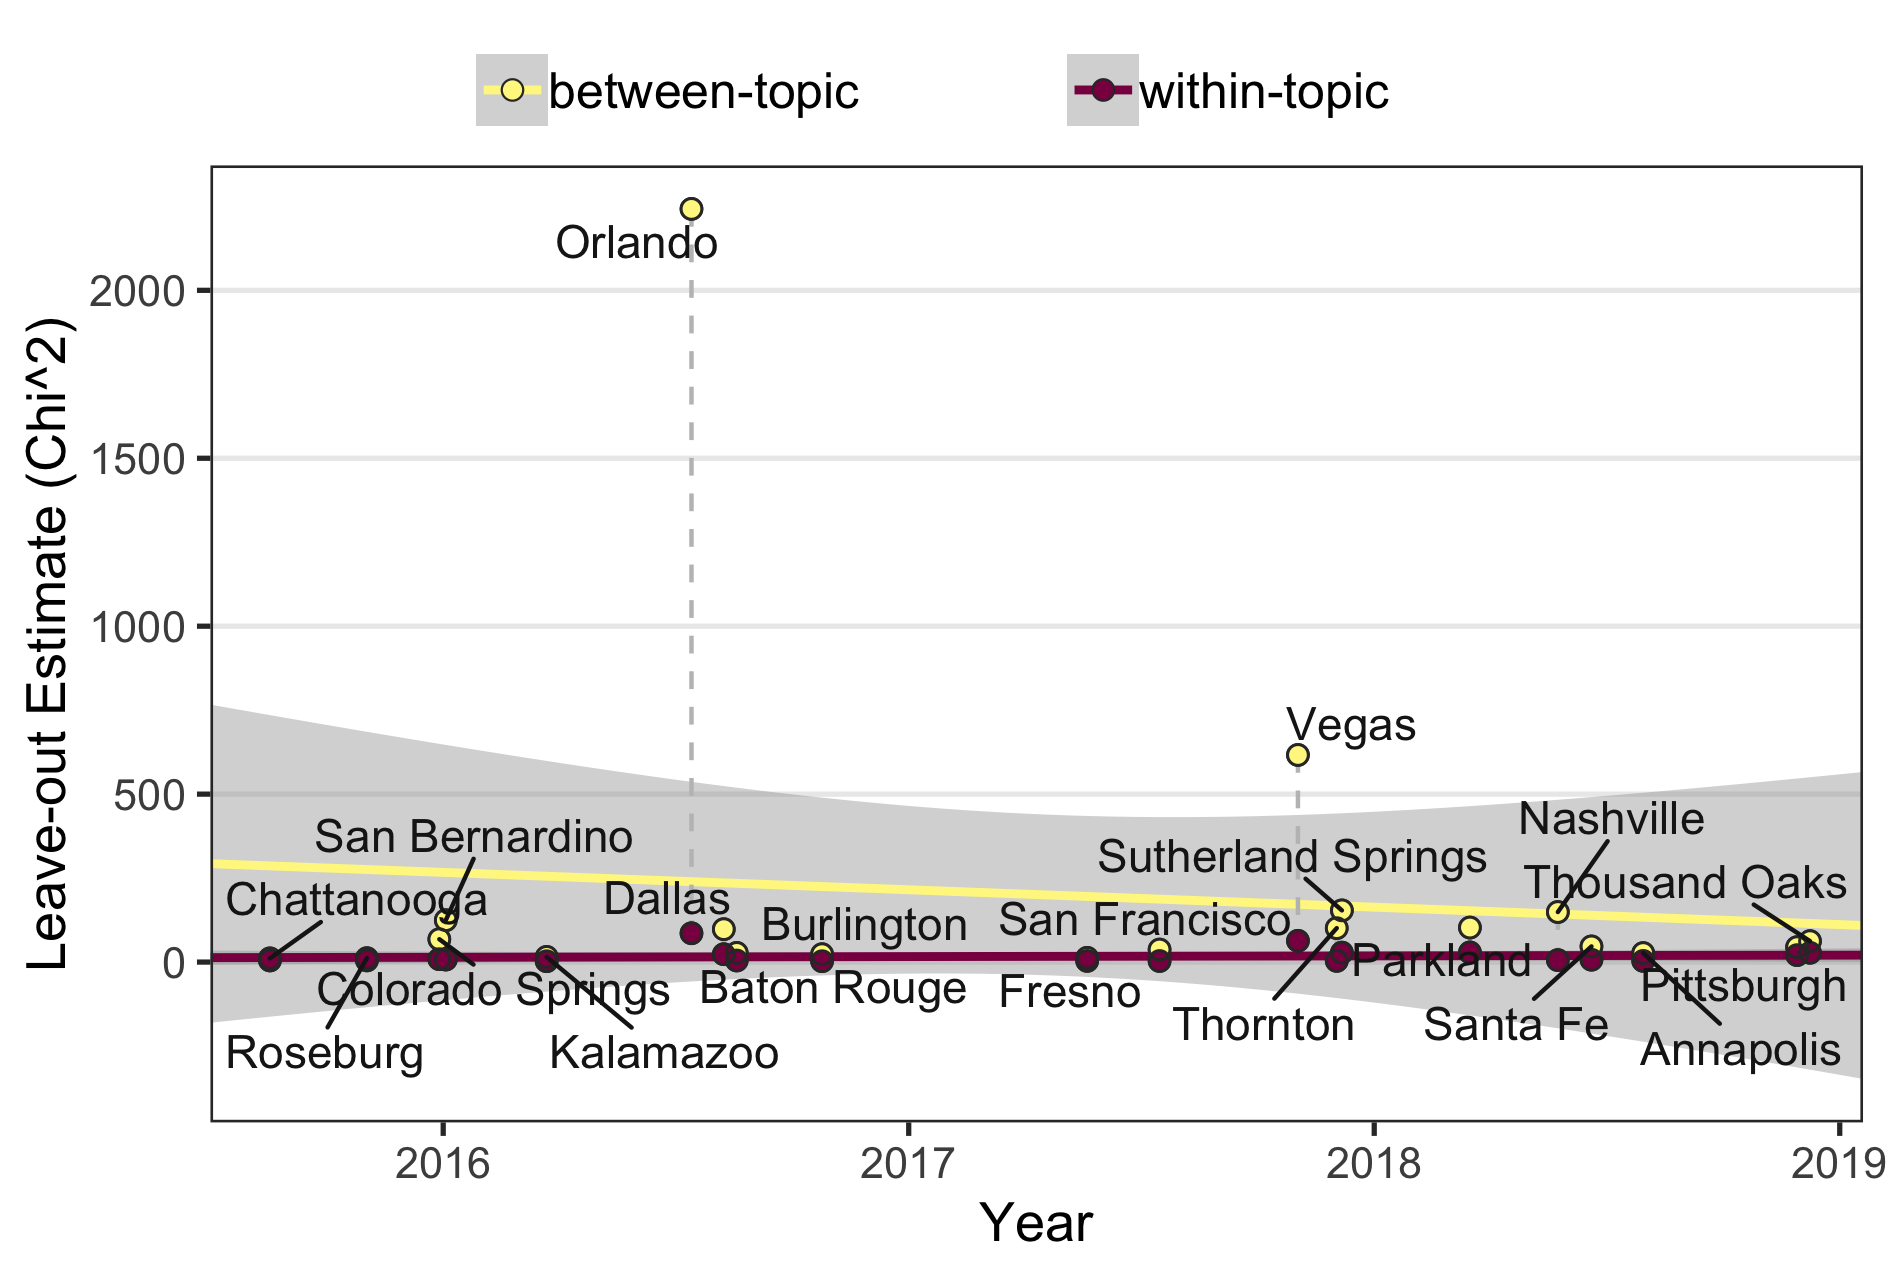 between-topic within-topic
Leave-out Estimate (Chi^2)
2000
1500
1000
500
0
Orlando
Vegas
Nashville
San Bernardino
Sutherland Springs
Thousand Oaks
Chattanooga
Dallas
Burlington
San Francisco
Parkland
Colorado Springs
Baton Rouge
Fresno
Pittsburgh
Thornton
Santa Fe
Roseburg
Kalamazoo
Annapolis
2016 2017 2018 2019
Year